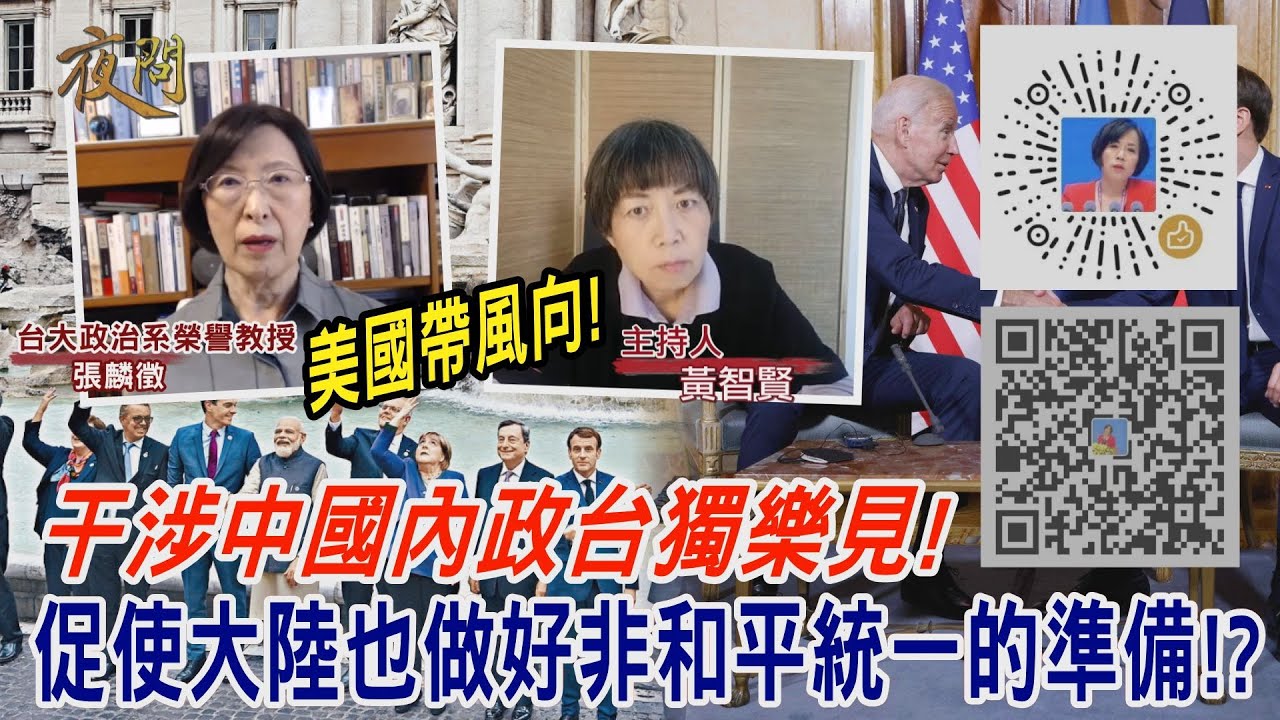 夜問
台大政治系榮譽教授
張麟徵
美國帶風向!
主持人
黃智賢
干涉中國內政台獨樂見!
促使大陸也做好非和平統一的準備!?